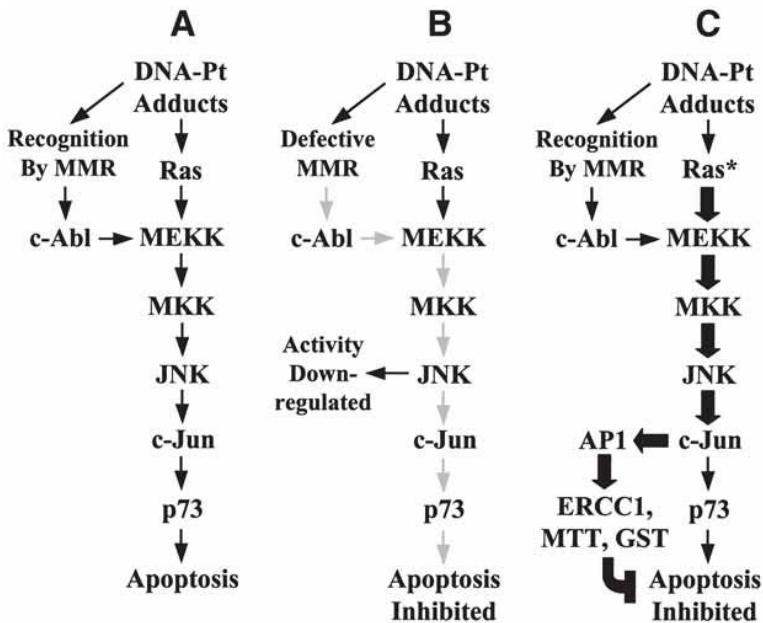 A
DNA-Pt
Adducts
Recognition
By MMR
Ras
c-Abl
MEKK
MKK
JNK
c-Jun
p73
Apoptosis
B
DNA-Pt
Adducts
Defective
MMR
Ras
c-Abl
MEKK
MKK
Activity
Down-
regulated
JNK
c-Jun
p73
Apoptosis
Inhibited
C
DNA-Pt
Adducts
Recognition
By MMR
Ras*
c-Abl
MEKK
MKK
JNK
AP1
c-Jun
ERCC1,
MTT, GST
p73
Apoptosis
Inhibited